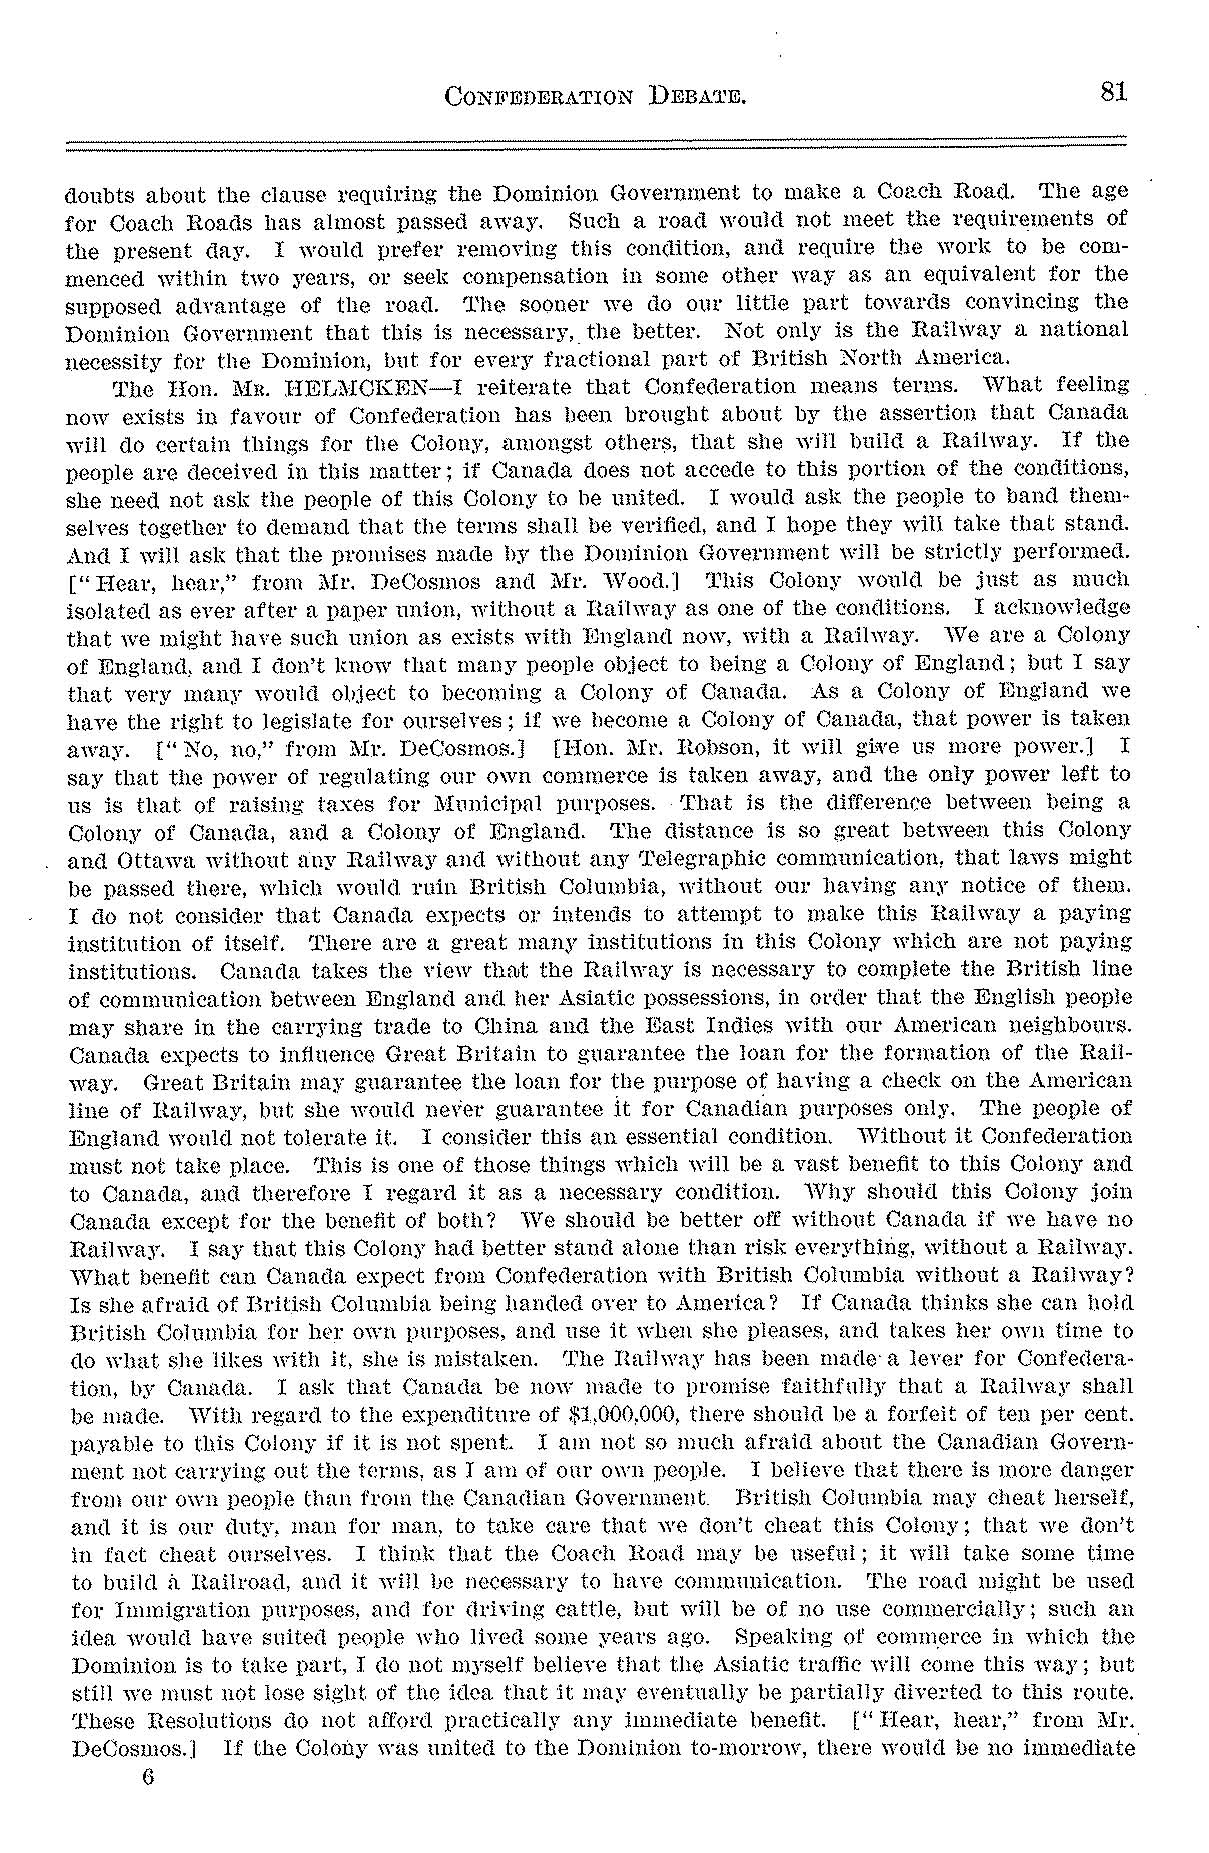 CONFEDERATION DEBATE. 81
doubts about the clause requiring the Dominion Government to make a Coach Road. The age
for Coach Roads has almost passed away. Such a road would not meet the requirements of
the present day. I would prefer removing this condition, and require the work to be com-
menced within two years, or seek compensation in some other way as an equivalent for the
supposed advantage of the road. The sooner we do our little part towards convincing the
Dominion Government that this is necessary, the better. Not only is the Railway a national
necessity for the Dominion, but for every fractional part of British North America.
The Hon. MR. HELMCKEN—I reiterate that Confederation means terms. What feeling
now exists in favour of Confederation has been brought about by the assertion that Canada
will do certain things for the Colony, amongst others, that she will build a Railway. If the
people are deceived in this matter; if Canada does not accede to this portion of the conditions,
she need not ask the people of this Colony to be united. I would ask the people to band them-
selves together to demand that the terms shall be verified, and I hope they will take that stand.
And I will ask that the promises made by the Dominion Government will be strictly performed.
["Hear, hear," from Mr. DeCosmos and Mr. Wood.] This Colony would be just as much
isolated as ever after a paper union, without a Railway as one of the conditions. I acknowledge
that we might have such union as exists with England now, with a Railway. We are a Colony
of England, and I don't know that many people object to being a Colony of England; but I say
that very many would object to becoming a Colony of Canada. As a Colony of England we
have the right to legislate for ourselves; if we become a Colony of Canada, that power is taken
away. ["No, no," from Mr. DeCosmos.] [Hon. Mr. Robson, it will give us more power.] I
say that the power of regulating our own commerce is taken away, and the only power left to
us is that of raising taxes for Municipal purposes. That is the difference between being a
Colony of Canada, and a Colony of England. The distance is so great between this Colony
and Ottawa without any Railway and without any Telegraphic communication, that laws might
be passed there, which would ruin British Columbia, without our having any notice of them.
I do not consider that Canada expects or intends to attempt to make this Railway a paying
institution of itself. There are a great many institutions in this Colony which are not paying
institutions. Canada takes the view that the Railway is necessary to complete the British line
of communication between England and her Asiatic possessions, in order that the English people
may share in the carrying trade to China and the East Indies with our American neighbours.
Canada expects to influence Great Britain to guarantee the loan for the formation of the Rail-
way. Great Britain may guarantee the loan for the purpose of having a check on the American
line of Railway, but she would never guarantee it for Canadian purposes only. The people of
England would not tolerate it. I consider this an essential condition. Without it Confederation
must not take place. This is one of those things which will be a vast benefit to this Colony and
to Canada, and therefore I regard it as a necessary condition. Why should this Colony join
Canada except for the benefit of both? We should be better off without Canada if we have no
Railway. I say that this Colony had better stand alone than risk everything, without a Railway.
What benefit can Canada expect from Confederation with British Columbia without a Railway?
Is she afraid of British Columbia being handed over to America? If Canada thinks she can hold
British Columbia for her own purposes, and use it when she pleases, and takes her own time to
do what she likes with it, she is mistaken. The Railway has been made a lever for Confedera-
tion, by Canada. I ask that Canada be now made to promise faithfully that a Railway shall
be made. With regard to the expenditure of $1,000,000, there should be a forfeit of ten per cent.
payable to this Colony if it is not spent. I am not so much afraid about the Canadian Govern-
ment not carrying out the terms, as I am of our own people. I believe that there is more danger
from our own people than from the Canadian Government. British Columbia may cheat herself,
and it is our duty, man for man, to take care that we don't cheat this Colony; that we don't
in fact cheat ourselves. I think that the Coach Road may be useful; it will take some time
to build a Railroad, and it will be necessary to have communication. The road might be used
for Immigration purposes, and for driving cattle, but will be of no use commercially; such an
idea would have suited people who lived some years ago. Speaking of commerce in which the
Dominion is to take part, I do not myself believe that the Asiatic traffic will come this way; but
still we must not lose sight of the idea that it may eventually be partially diverted to this route.
These Resolutions do not afford practically any immediate benefit. ["Hear, hear," from Mr.
DeCosmos.] If the Colony was united to the Dominion to-morrow, there would be no immediate
6